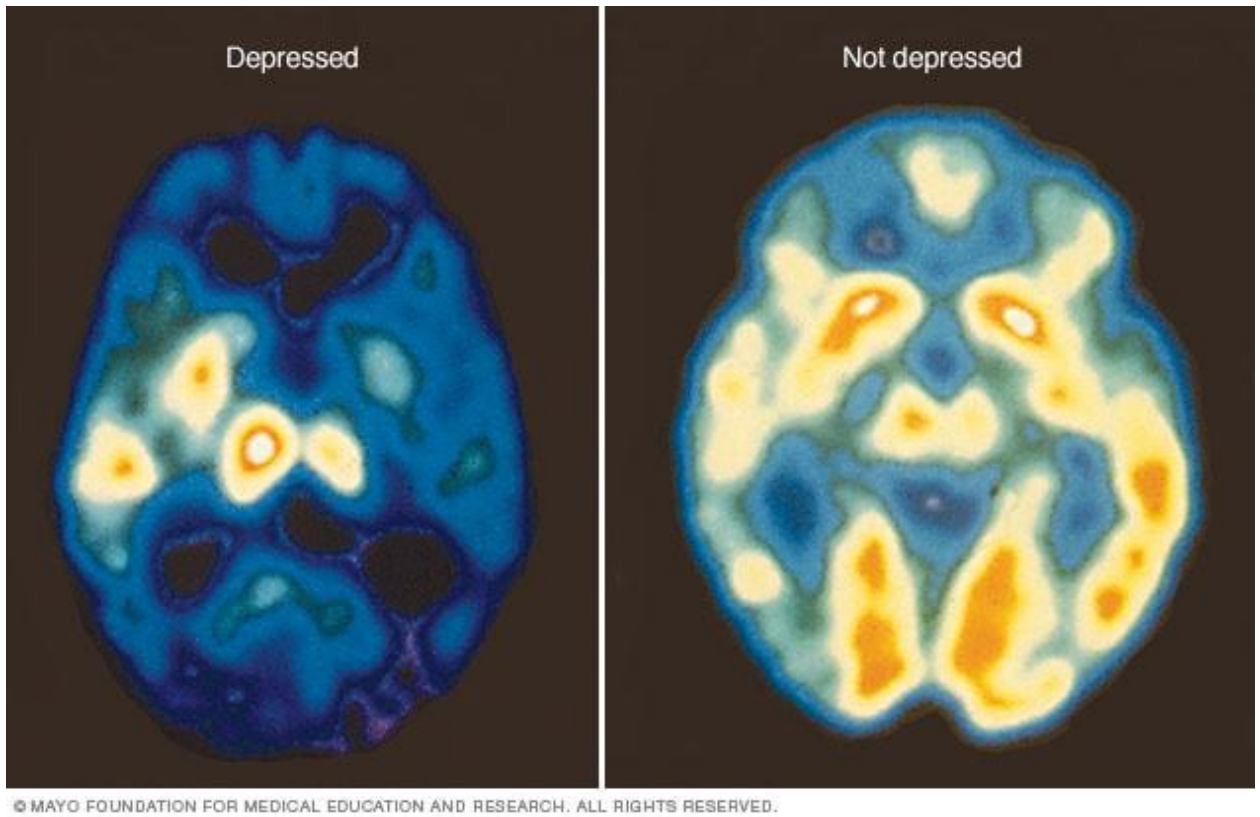 Depressed
Not depressed
© MAYO FOUNDATION FOR MEDICAL EDUCATION AND RESEARCH. ALL RIGHTS RESERVED.